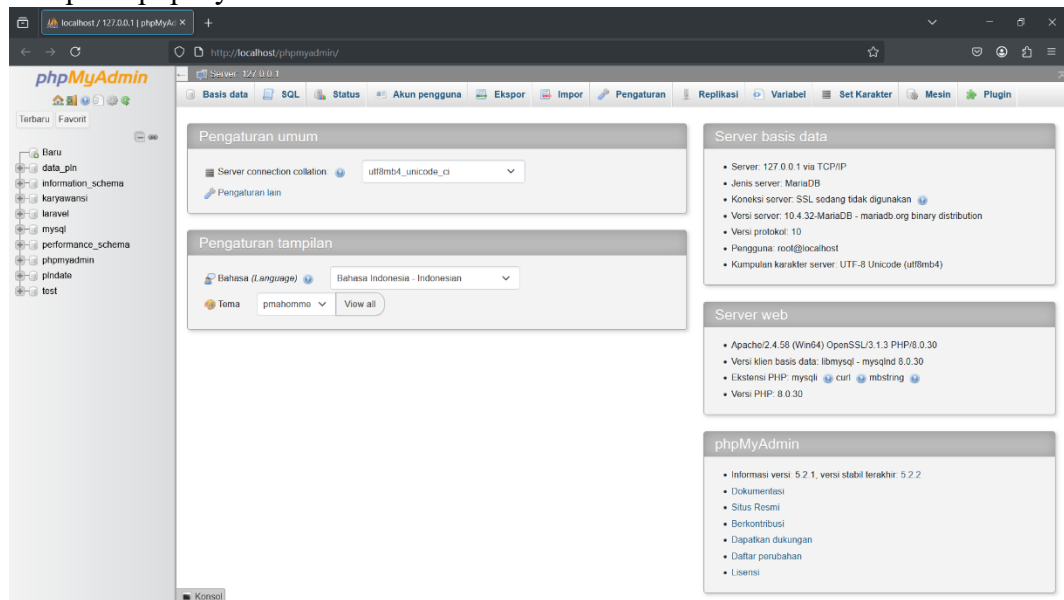 localhost / 127.0.0.1 | phpMyAd
http://localhost/phpmyadmin/
phpMyAdmin
Terbaru Favorit
Baru
data_pln
information_schema
karyawansi
laravel
mysql
performance_schema
phpmyadmin
plndate
test
Server: 127.0.0.1
Basis data SQL Status Akun pengguna Ekspor Impor Pengaturan Replikasi Variabel Set Karakter Mesin Plugin
Pengaturan umum
Server connection collation: utf8mb4_unicode_ci
Pengaturan lain
Pengaturan tampilan
Bahasa (Language) Bahasa Indonesia - Indonesian
Tema pmahomme View all
Server basis data
• Server: 127.0.0.1 via TCP/IP
• Jenis server: MariaDB
• Koneksi server: SSL sedang tidak digunakan
• Versi server: 10.4.32-MariaDB - mariadb.org binary distribution
• Versi protokol: 10
• Pengguna: root@localhost
• Kumpulan karakter server: UTF-8 Unicode (utf8mb4)
Server web
• Apache/2.4.58 (Win64) OpenSSL/3.1.3 PHP/8.0.30
• Versi klien basis data: libmysql - mysqlnd 8.0.30
• Ekstensi PHP: mysqli curl mbstring
• Versi PHP: 8.0.30
phpMyAdmin
• Informasi versi: 5.2.1, versi stabil terakhir: 5.2.2
• Dokumentasi
• Situs Resmi
• Berkontribusi
• Dapatkan dukungan
• Daftar perubahan
• Lisensi
Konsol